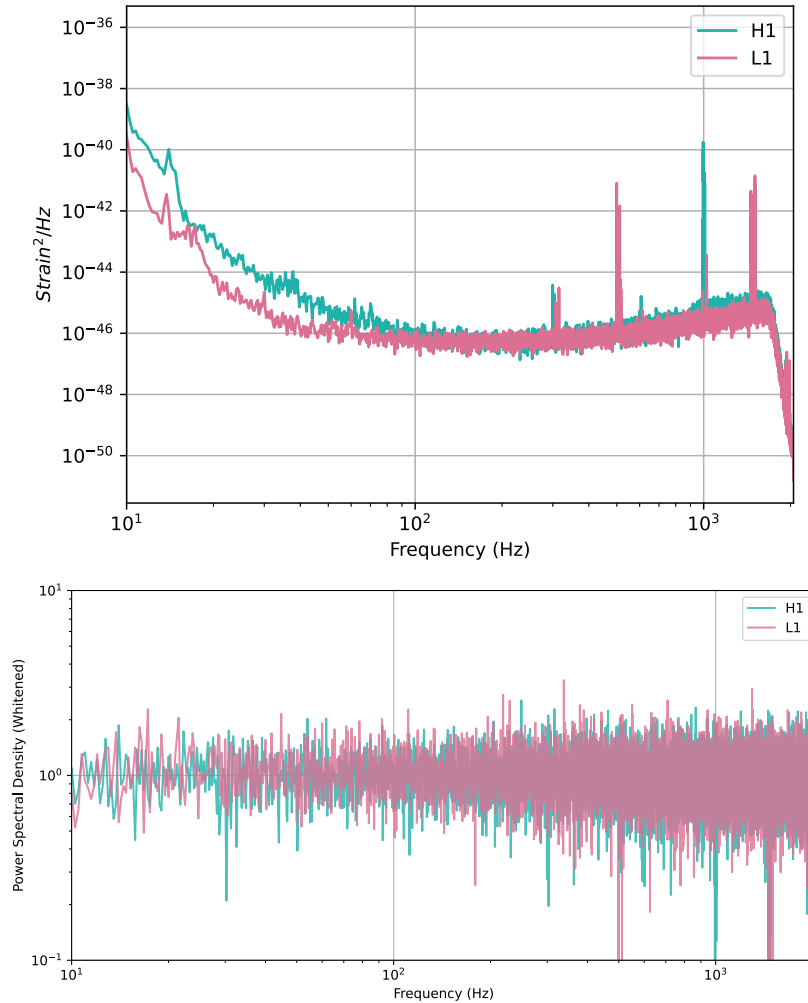 10^-36
10^-38
10^-40
10^-42
10^-44
10^-46
10^-48
10^-50
Strain^2/Hz
H1
L1
10^1
10^2
10^3
Frequency (Hz)
10^1
10^0
10^-1
Power Spectral Density (Whitened)
H1
L1
10^1
10^2
10^3
Frequency (Hz)